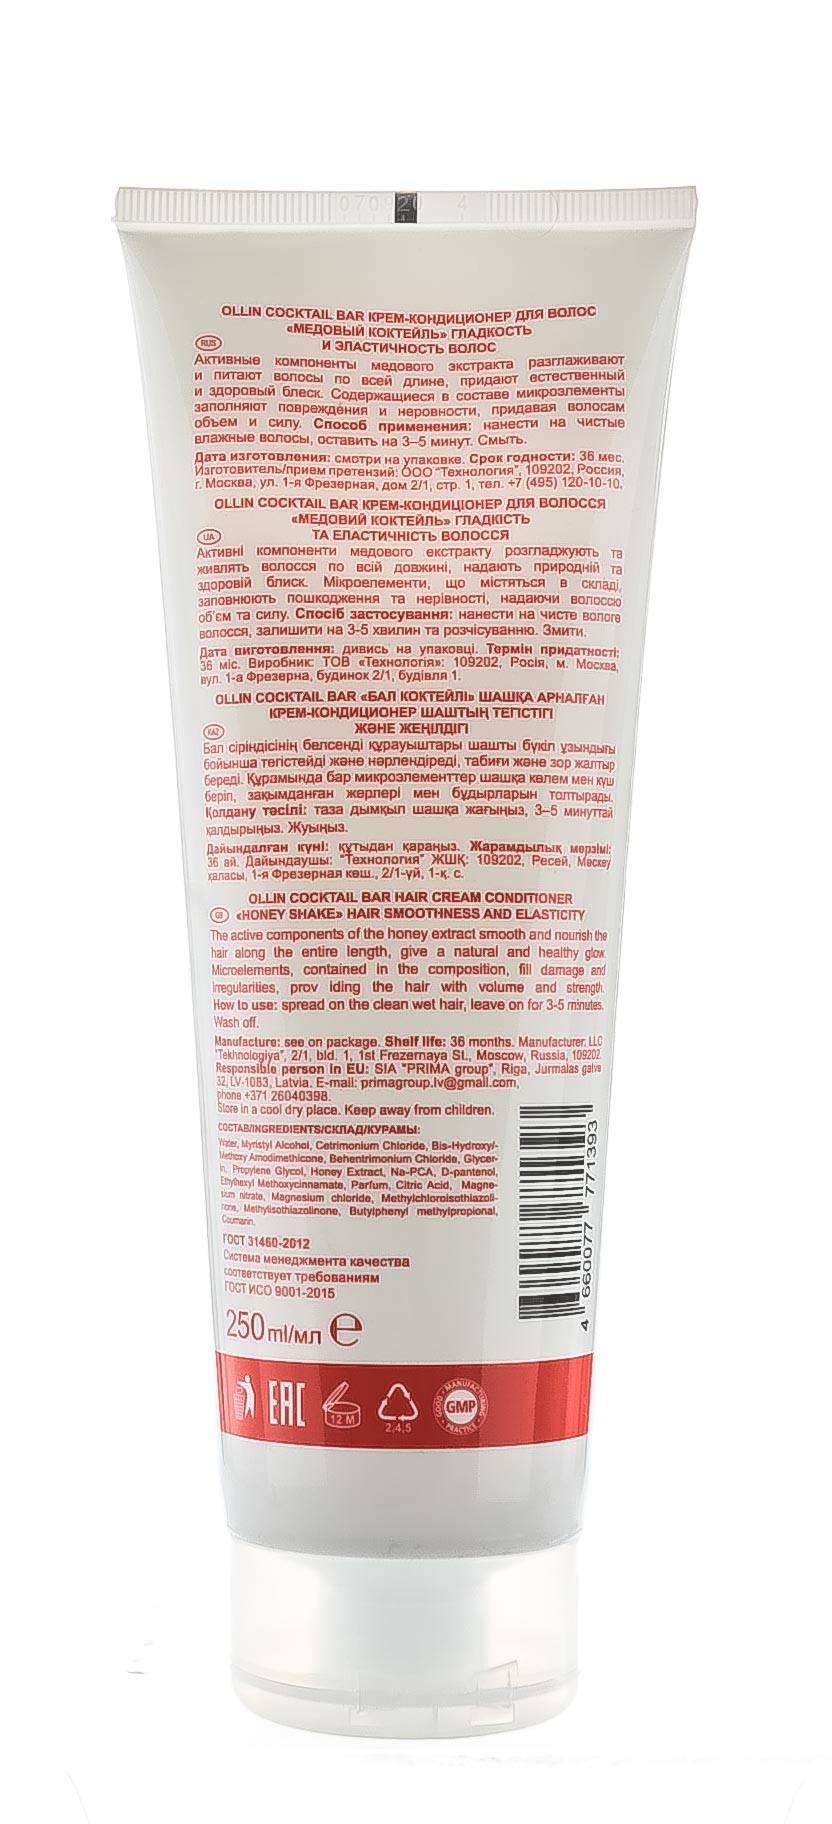 070920 4
OLLIN COCKTAIL BAR КРЕМ-КОНДИЦИОНЕР ДЛЯ ВОЛОС
«МЕДОВЫЙ КОКТЕЙЛЬ» ГЛАДКОСТЬ
И ЭЛАСТИЧНОСТЬ ВОЛОС
RUS
Активные компоненты медового экстракта разглаживают
и питают волосы по всей длине, придают естественный
и здоровый блеск. Содержащиеся в составе микроэлементы
заполняют повреждения и неровности, придавая волосам
объем и силу. Способ применения: нанести на чистые
влажные волосы, оставить на 3–5 минут. Смыть.
Дата изготовления: смотри на упаковке. Срок годности: 36 мес.
Изготовитель/прием претензий: ООО "Технология", 109202, Россия,
г. Москва, ул. 1-я Фрезерная, дом 2/1, стр. 1, тел. +7 (495) 120-10-10.
OLLIN COCKTAIL BAR КРЕМ-КОНДИЦІОНЕР ДЛЯ ВОЛОССЯ
«МЕДОВИЙ КОКТЕЙЛЬ» ГЛАДКІСТЬ
ТА ЕЛАСТИЧНІСТЬ ВОЛОССЯ
UA
Активні компоненти медового екстракту розгладжують та
живлять волосся по всій довжині, надають природній та
здоровій блиск. Мікроелементи, що містяться в складі,
заповнюють пошкодження та нерівності, надаючи волоссю
об'єм та силу. Спосіб застосування: нанести на чисте вологе
волосся, залишити на 3-5 хвилин та розчісуванню. Змити.
Дата виготовлення: дивись на упаковці. Термін придатності:
36 міс. Виробник: ТОВ «Технологія»: 109202, Росія, м. Москва,
вул. 1-а Фрезерна, будинок 2/1, будівля 1.
OLLIN COCKTAIL BAR «БАЛ КОКТЕЙЛІ» ШАШҚА АРНАЛҒАН
КРЕМ-КОНДИЦИОНЕР ШАШТЫҢ ТЕГІСТІГІ
ЖӘНЕ ЖЕҢІЛДІГІ
KAZ
Бал сіріндісінің белсенді құрауыштары шашты бүкіл ұзындығы
бойынша тегістейді және нәрлендіреді, табиғи және зор жалтыр
береді. Құрамында бар микроэлементтер шашқа көлем мен күш
беріп, зақымданған жерлері мен бұдырларын толтырады.
Қолдану тәсілі: таза дымқыл шашқа жағыңыз, 3–5 минуттай
қалдырыңыз. Жуыңыз.
Дайындалған күні: құтыдан қараңыз. Жарамдылық мерзімі:
36 ай. Дайындаушы: "Технология" ЖШҚ: 109202, Ресей, Мәскеу
қаласы, 1-я Фрезерная көш., 2/1-үй, 1-қ. с.
OLLIN COCKTAIL BAR HAIR CREAM CONDITIONER
GB «HONEY SHAKE» HAIR SMOOTHNESS AND ELASTICITY
The active components of the honey extract smooth and nourish the
hair along the entire length, give a natural and healthy glow.
Microelements, contained in the composition, fill damage and
irregularities, prov iding the hair with volume and strength.
How to use: spread on the clean wet hair, leave on for 3-5 minutes.
Wash off.
Manufacture: see on package. Shelf life: 36 months. Manufacturer: LLC
"Tekhnologiya", 2/1, bld. 1, 1st Frezernaya St., Moscow, Russia, 109202.
Responsible person in EU: SIA "PRIMA group", Riga, Jurmalas gatve
32, LV-1083, Latvia. E-mail: primagroup.lv@gmail.com,
phone +371 26040398.
Store in a cool dry place. Keep away from children.
СОСТАВ/INGREDIENTS/СКЛАД/КУРАМЫ:
Water, Myristyl Alcohol, Cetrimonium Chloride, Bis-Hydroxy/-
Methoxy Amodimethicone, Behentrimonium Chloride, Glycer-
in, Propylene Glycol, Honey Extract, Na-PCA, D-pantenol,
Ethylhexyl Methoxycinnamate, Parfum, Citric Acid, Magne-
sium nitrate, Magnesium chloride, Methylchloroisothiazoli-
none, Methylisothiazolinone, Butylphenyl methylpropional,
Coumarin.
ГОСТ 31460-2012
Система менеджмента качества
соответствует требованиям
ГОСТ ИСО 9001-2015
4 660077 771393
250 ml/мл e
EAC
12 M
2,4,5
GOOD MANUFACTURING PRACTICE
GMP